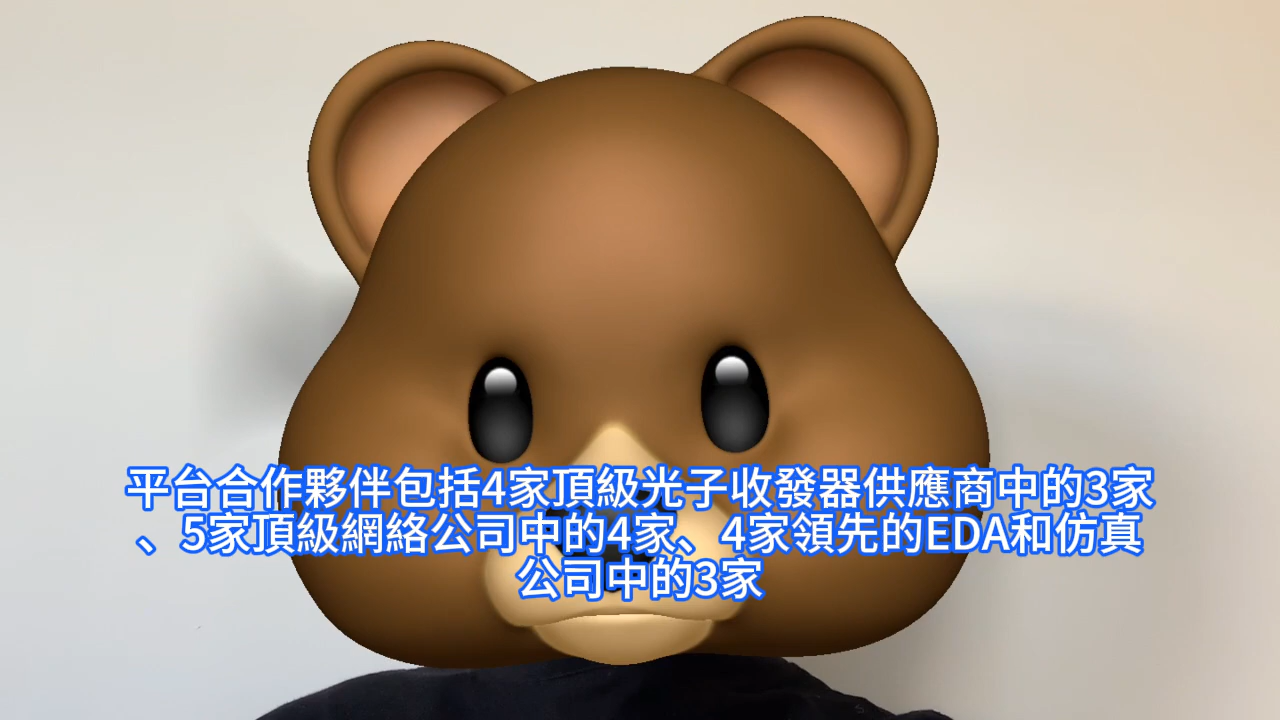 平台合作夥伴包括4家頂級光子收發器供應商中的3家
、5家頂級網絡公司中的4家、4家領先的EDA和仿真
公司中的3家